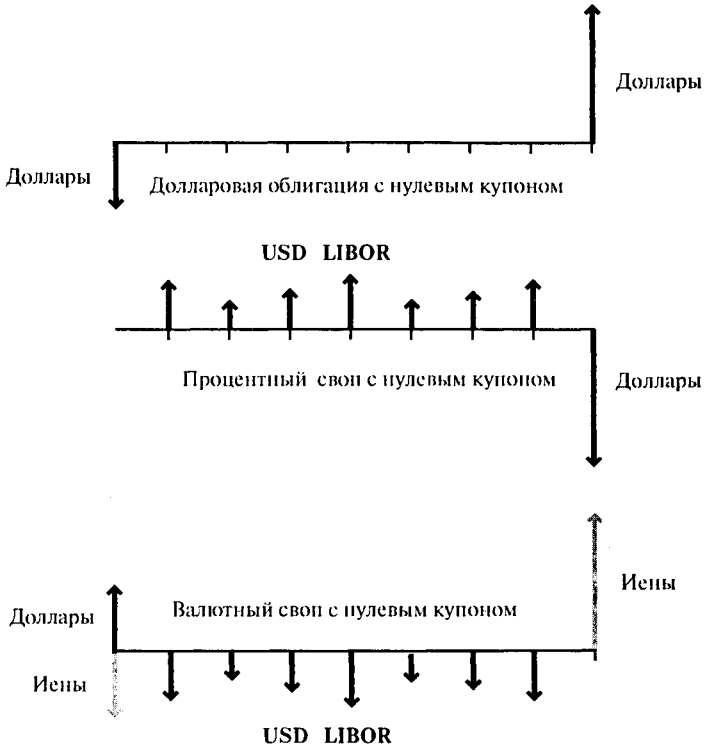 Доллары
Доллары
Долларовая облигация с нулевым купоном
USD LIBOR
Процентный своп с нулевым купоном
Доллары
Иены
Доллары
Валютный своп с нулевым купоном
Иены
USD LIBOR